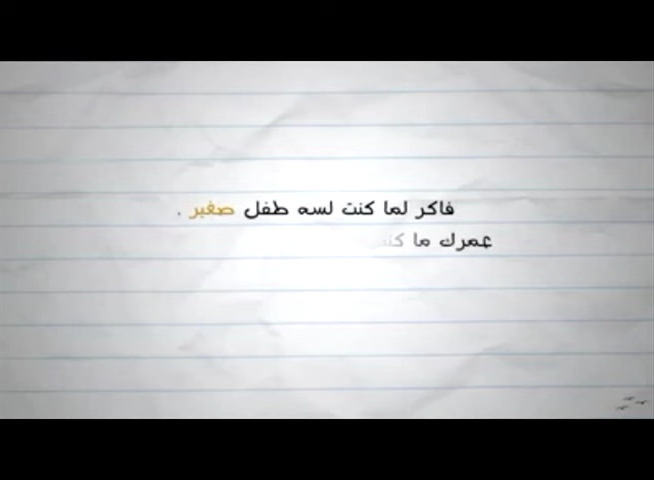 فاكر لما كنت لسه طفل صغير .
عمرك ما